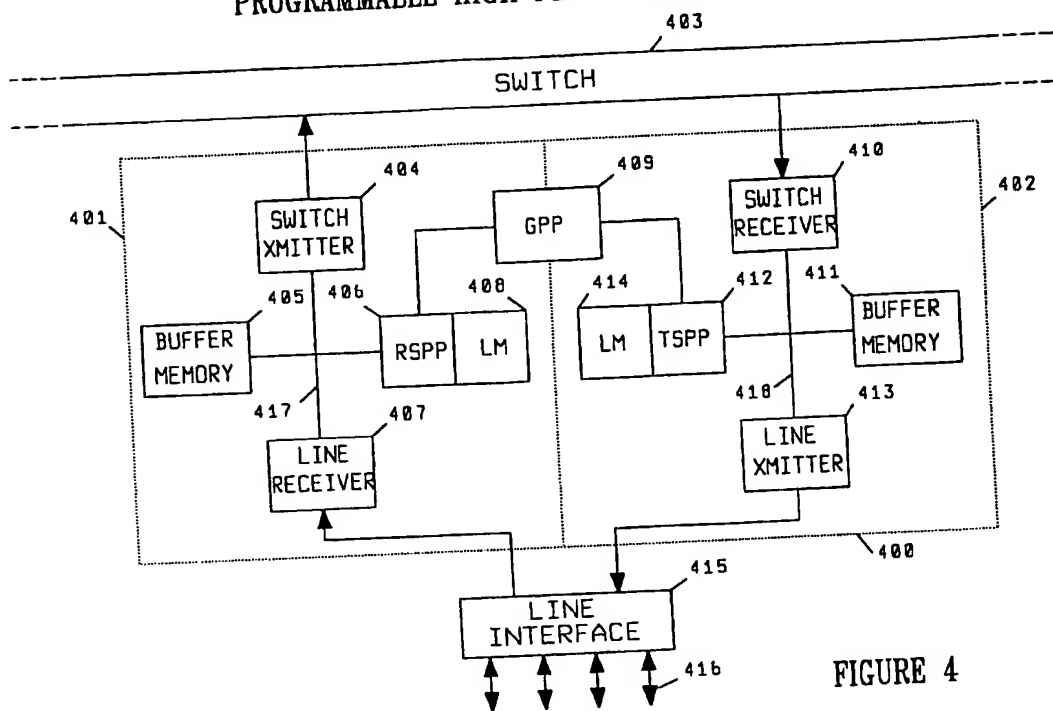 PROGRAMMABLE HIGH
403
SWITCH
404
409
410
401
402
SWITCH
XMITTER
GPP
SWITCH
RECEIVER
405
406
408
414
412
411
BUFFER
MEMORY
RSPP
LM
LM
TSPP
BUFFER
MEMORY
417
407
418
413
LINE
RECEIVER
LINE
XMITTER
400
415
LINE
INTERFACE
416
FIGURE 4